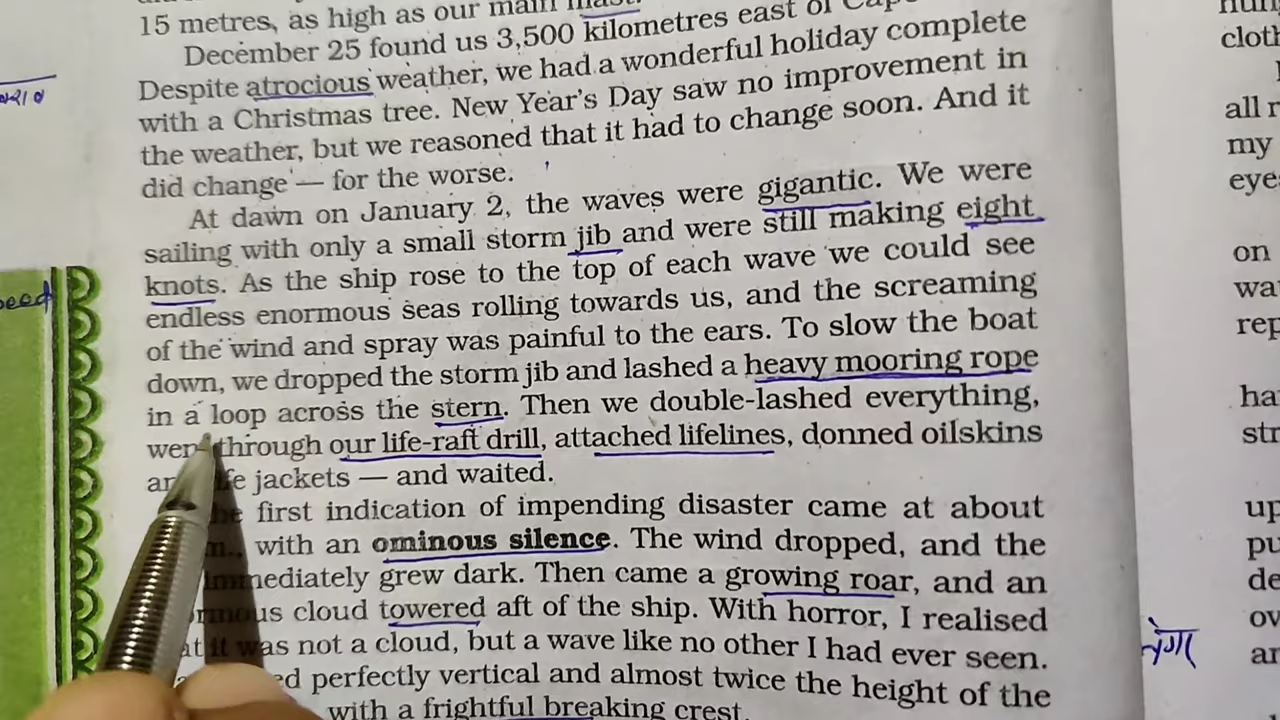 15 metres, as high as our main mast.
December 25 found us 3,500 kilometres east of
Despite atrocious weather, we had a wonderful holiday complete
with a Christmas tree. New Year's Day saw no improvement in
the weather, but we reasoned that it had to change soon. And it
did change — for the worse.
At dawn on January 2, the waves were gigantic. We were
sailing with only a small storm jib and were still making eight
knots. As the ship rose to the top of each wave we could see
endless enormous seas rolling towards us, and the screaming
of the wind and spray was painful to the ears. To slow the boat
down, we dropped the storm jib and lashed a heavy mooring rope
in a loop across the stern. Then we double-lashed everything,
went through our life-raft drill, attached lifelines, donned oilskins
jackets — and waited.
first indication of impending disaster came at about
with an ominous silence. The wind dropped, and the
immediately grew dark. Then came a growing roar, and an
cloud towered aft of the ship. With horror, I realised
it was not a cloud, but a wave like no other I had ever seen.
perfectly vertical and almost twice the height of the
with a frightful breaking crest.
all
my
on
up